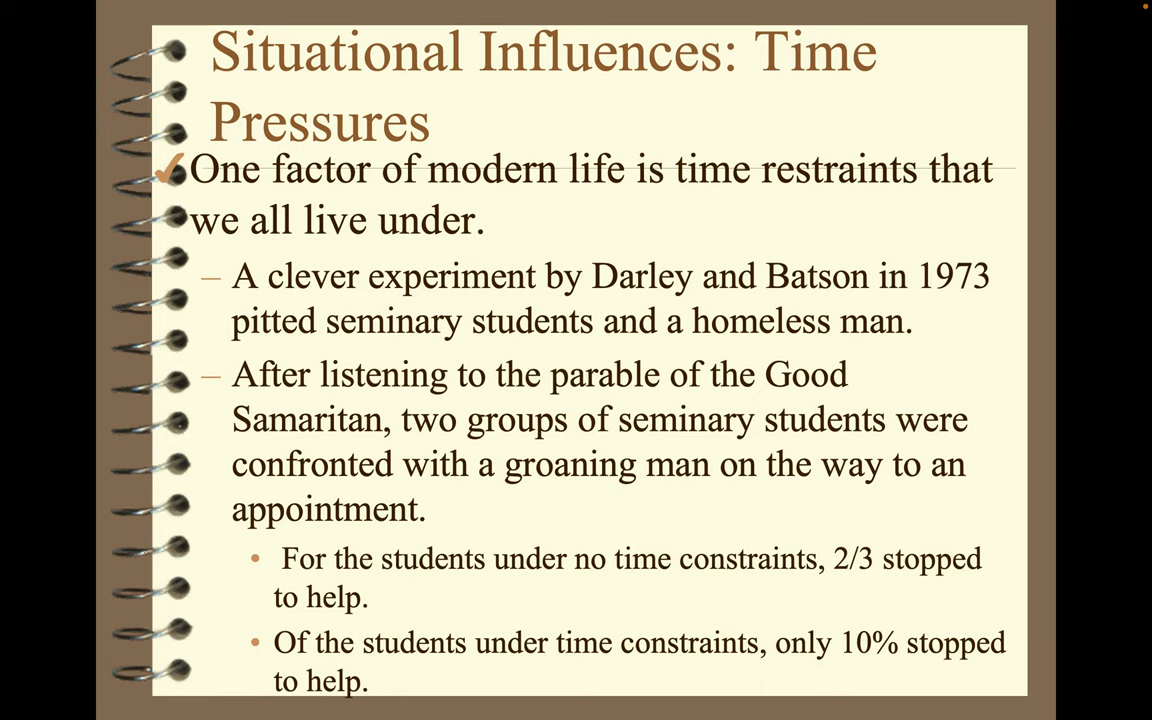 Situational Influences: Time
Pressures
✓One factor of modern life is time restraints that
we all live under.
– A clever experiment by Darley and Batson in 1973
pitted seminary students and a homeless man.
– After listening to the parable of the Good
Samaritan, two groups of seminary students were
confronted with a groaning man on the way to an
appointment.
• For the students under no time constraints, 2/3 stopped
to help.
• Of the students under time constraints, only 10% stopped
to help.